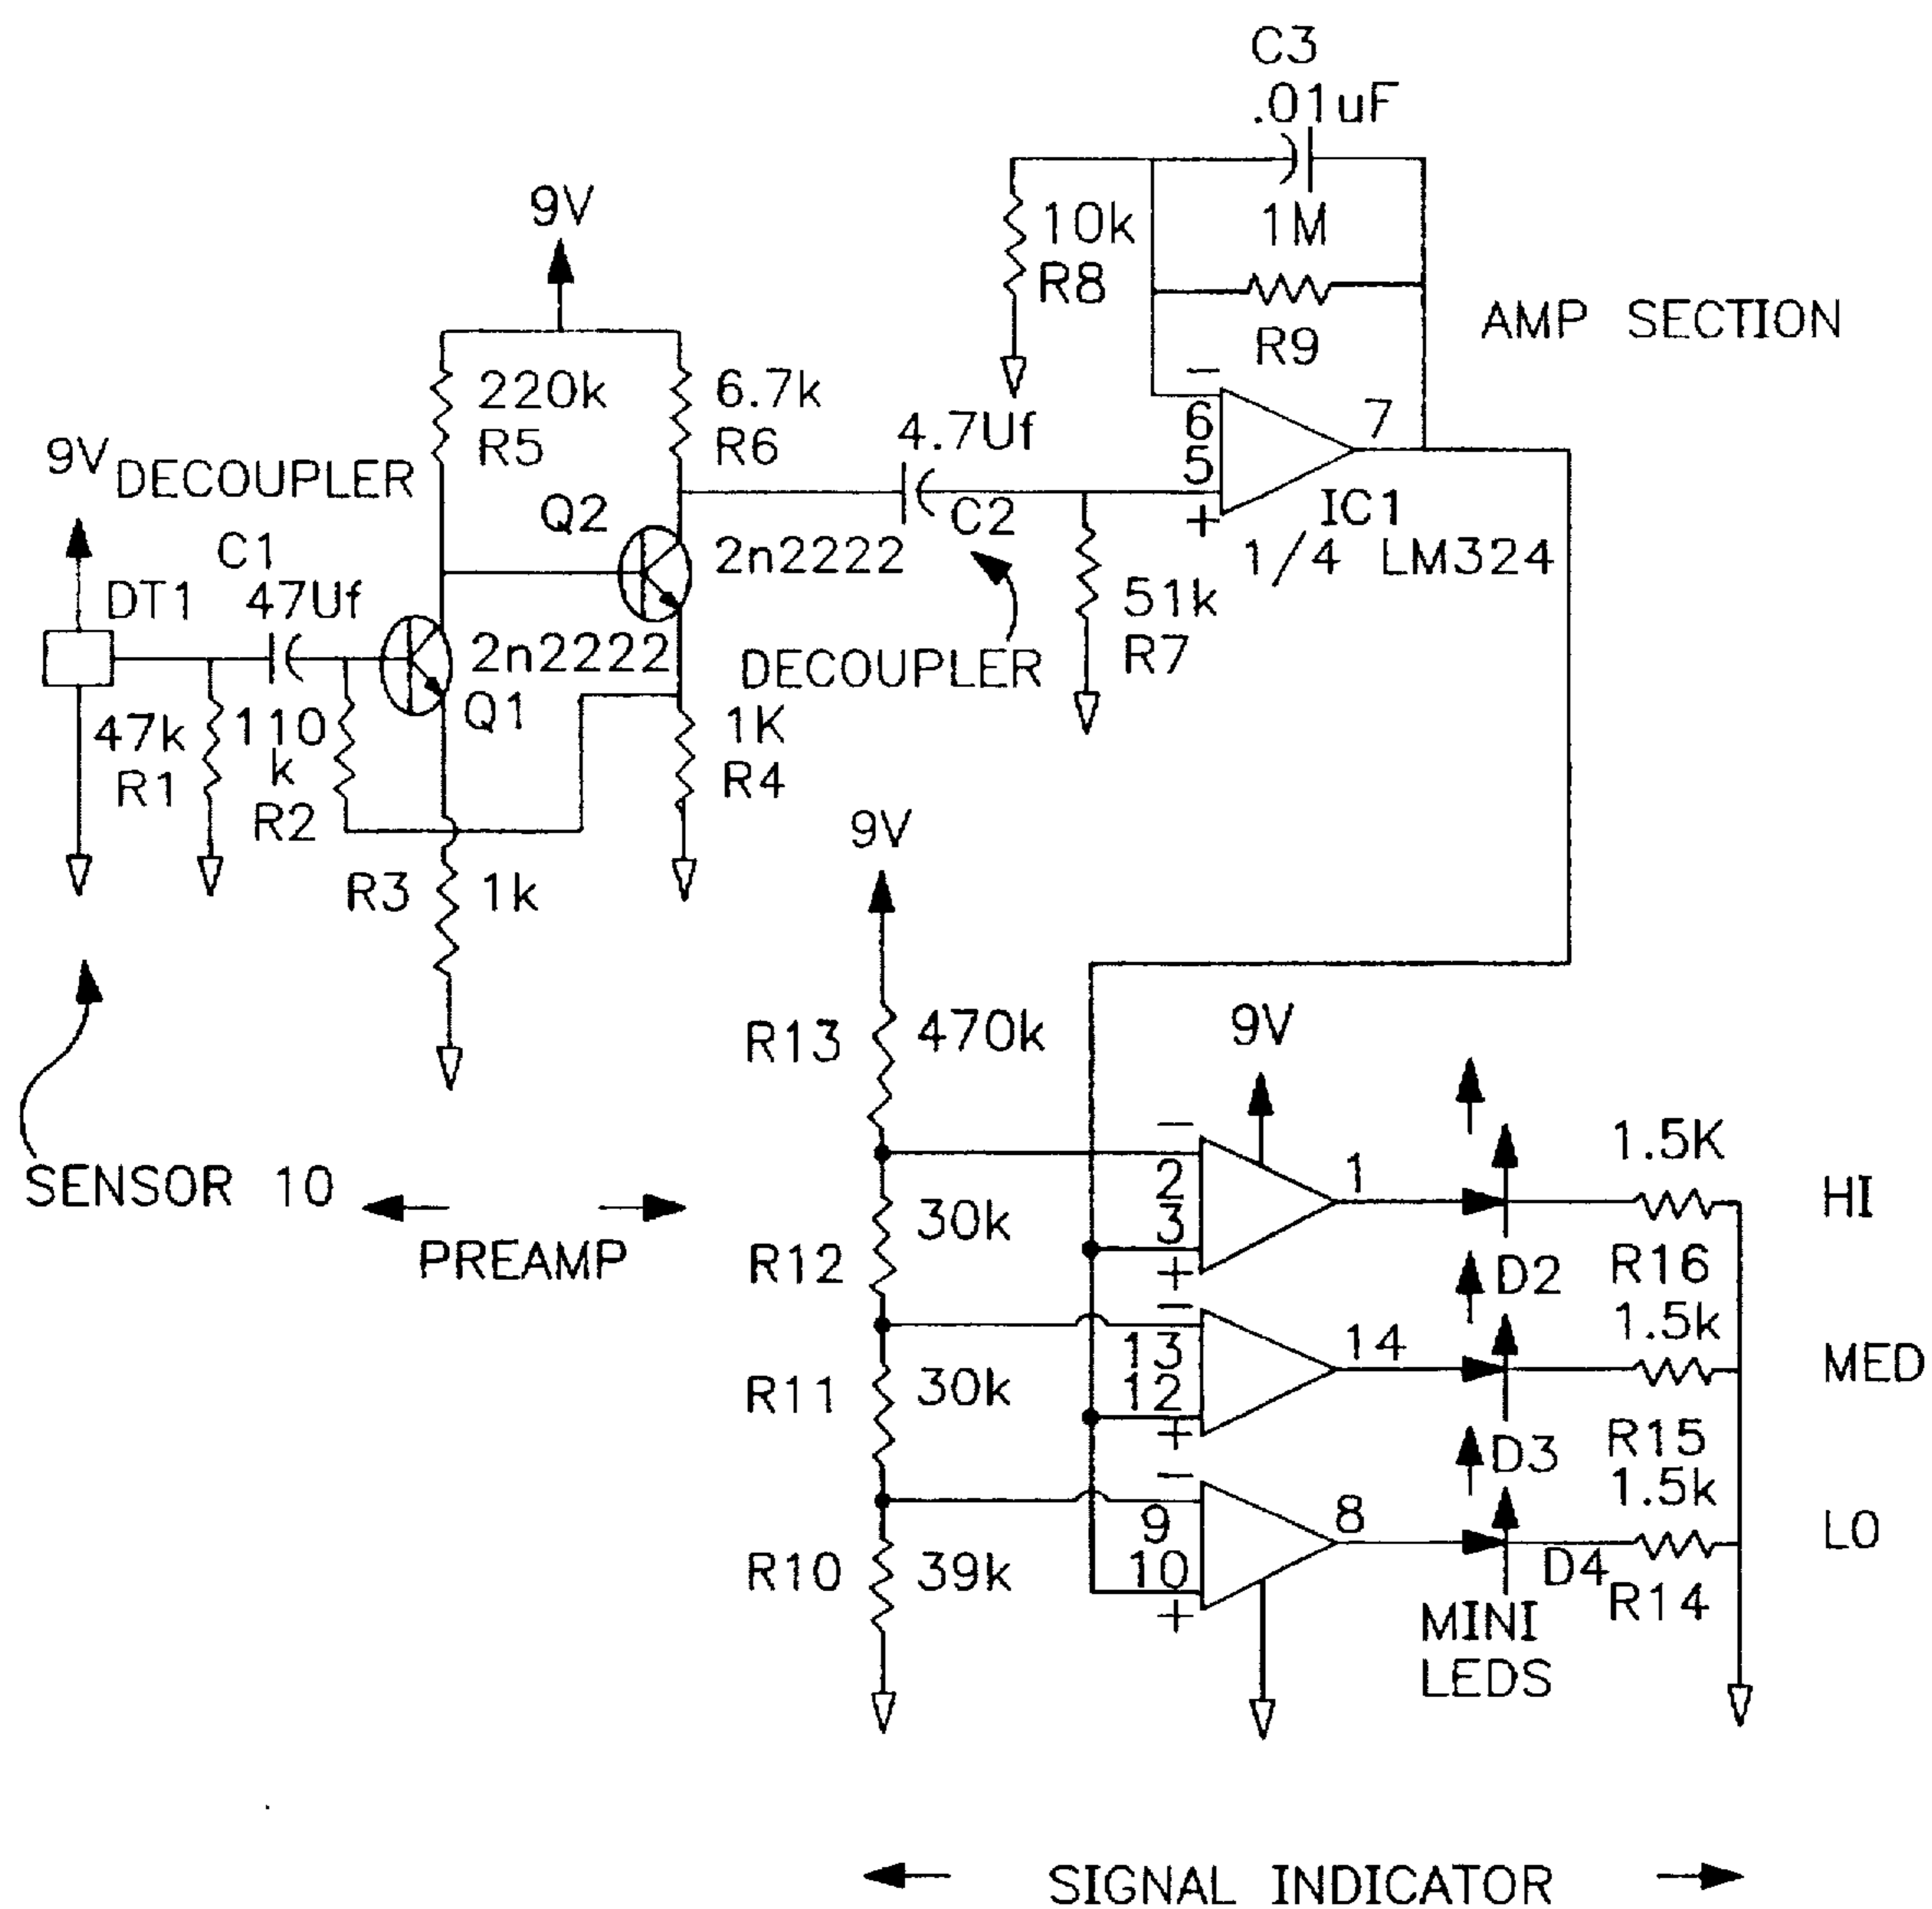 C3
.01uF
9V
10k
R8
1M
R9
AMP SECTION
220k
R5
6.7k
R6
4.7Uf
−
6
5
+
7
9V
DECOUPLER
Q2
C2
IC1
1/4 LM324
C1
2n2222
DT1
47Uf
51k
R7
2n2222
Q1
DECOUPLER
47k
R1
110
k
R2
1K
R4
9V
R3
1k
R13
470k
9V
SENSOR 10
PREAMP
−
2
3
+
1
1.5K
HI
R12
30k
R16
D2
−
13
12
+
14
1.5k
MED
R11
30k
R15
D3
−
9
10
+
8
1.5k
LO
R10
39k
D4
R14
MINI
LEDS
SIGNAL INDICATOR